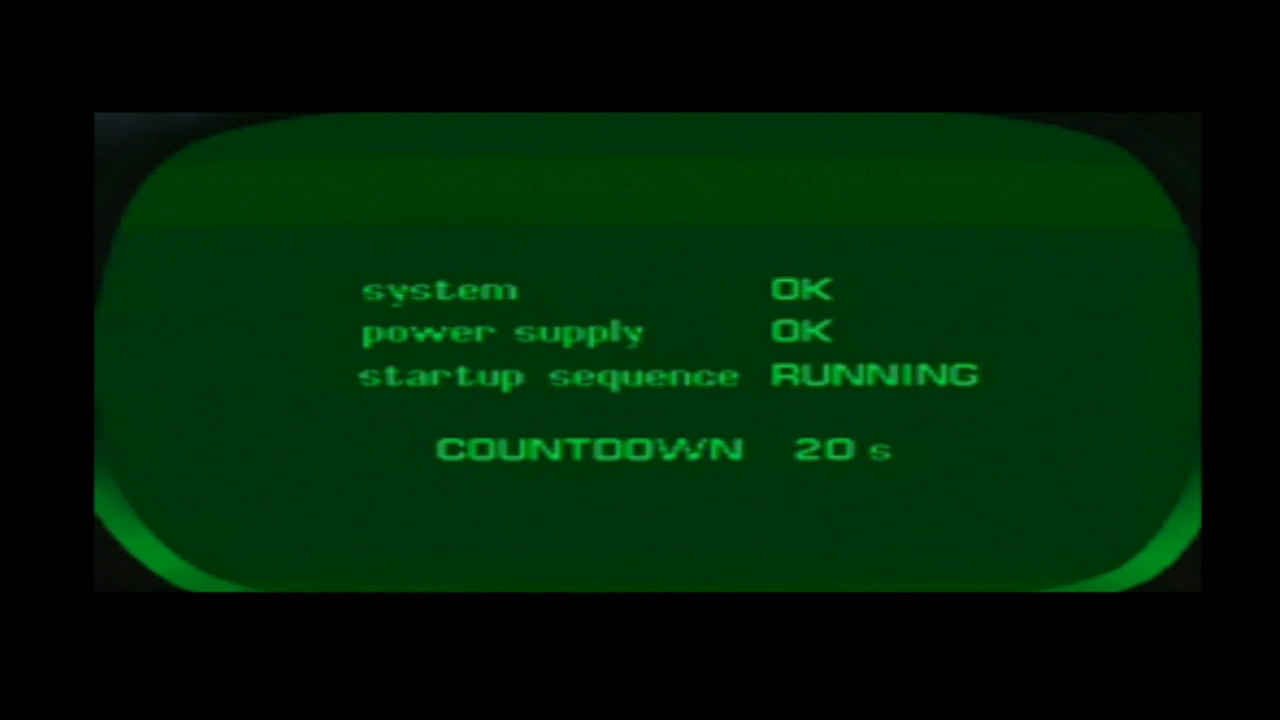 system OK
power supply OK
startup sequence RUNNING
COUNTDOWN 20 s